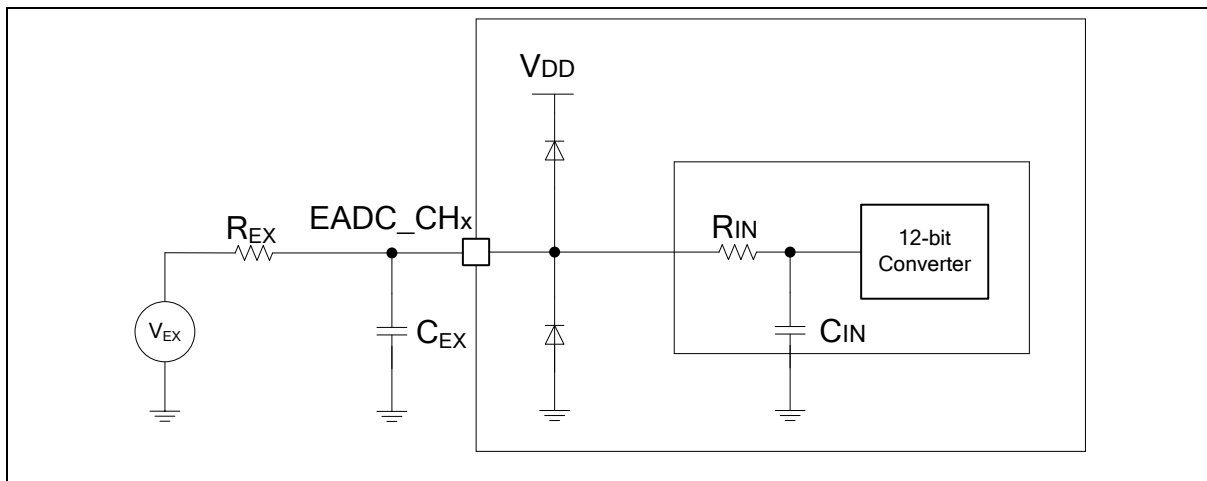 VDD
EADC_CHx
REX
RIN
12-bit
Converter
VEX
CEX
CIN